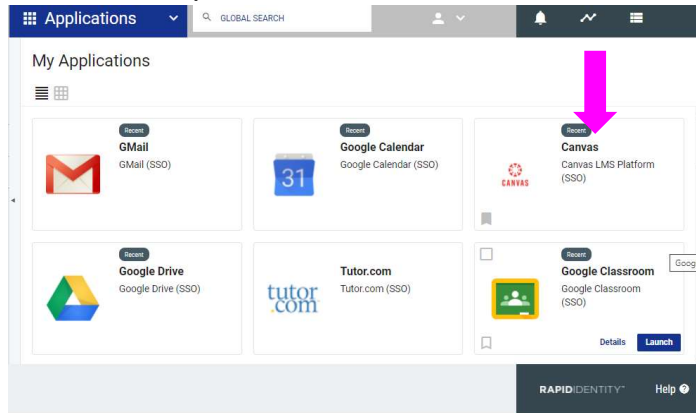 Applications
GLOBAL SEARCH
My Applications
Recent
GMail
GMail (SSO)
Recent
Google Calendar
Google Calendar (SSO)
31
Recent
Canvas
Canvas LMS Platform
(SSO)
CANVAS
Recent
Google Drive
Google Drive (SSO)
tutor
.com
Tutor.com
Tutor.com (SSO)
Recent
Google Classroom
Google Classroom
(SSO)
Goog
Details
Launch
RAPIDIDENTITY™
Help ?